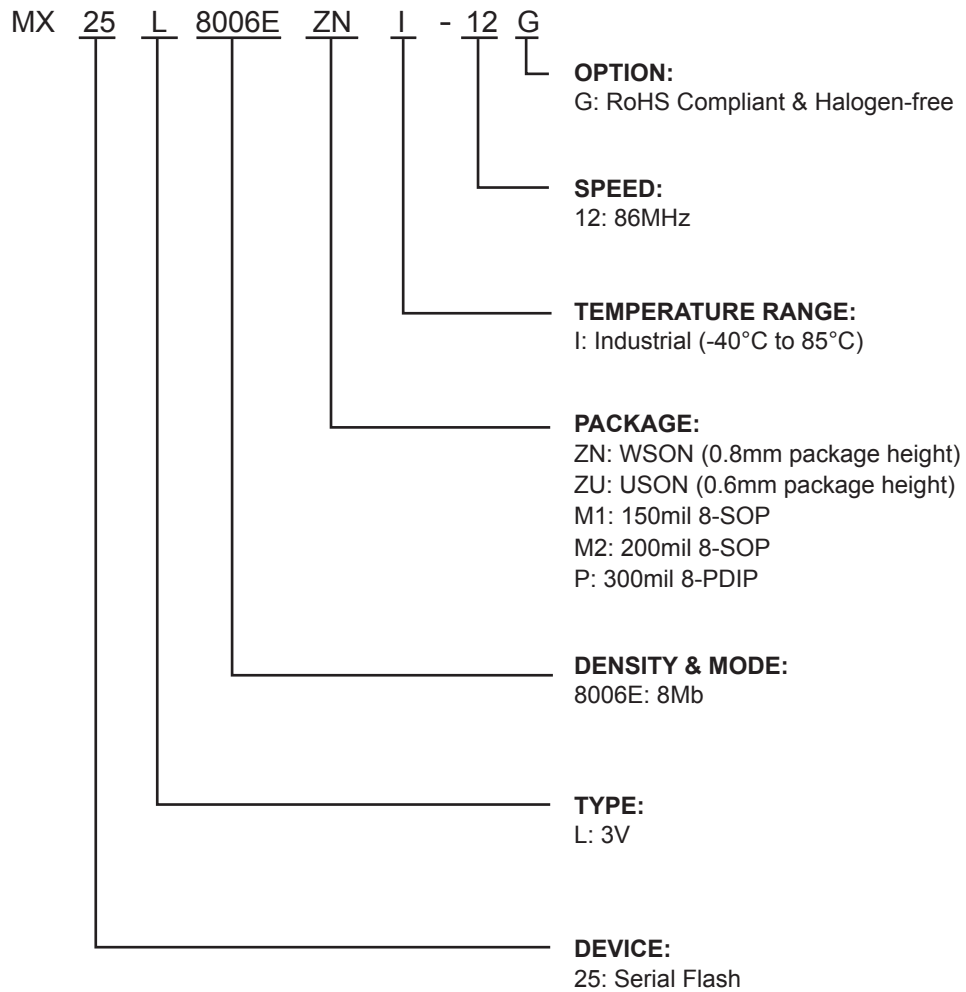 MX 25 L 8006E ZN I - 12 G
OPTION:
G: RoHS Compliant & Halogen-free
SPEED:
12: 86MHz
TEMPERATURE RANGE:
I: Industrial (-40°C to 85°C)
PACKAGE:
ZN: WSON (0.8mm package height)
ZU: USON (0.6mm package height)
M1: 150mil 8-SOP
M2: 200mil 8-SOP
P: 300mil 8-PDIP
DENSITY & MODE:
8006E: 8Mb
TYPE:
L: 3V
DEVICE:
25: Serial Flash